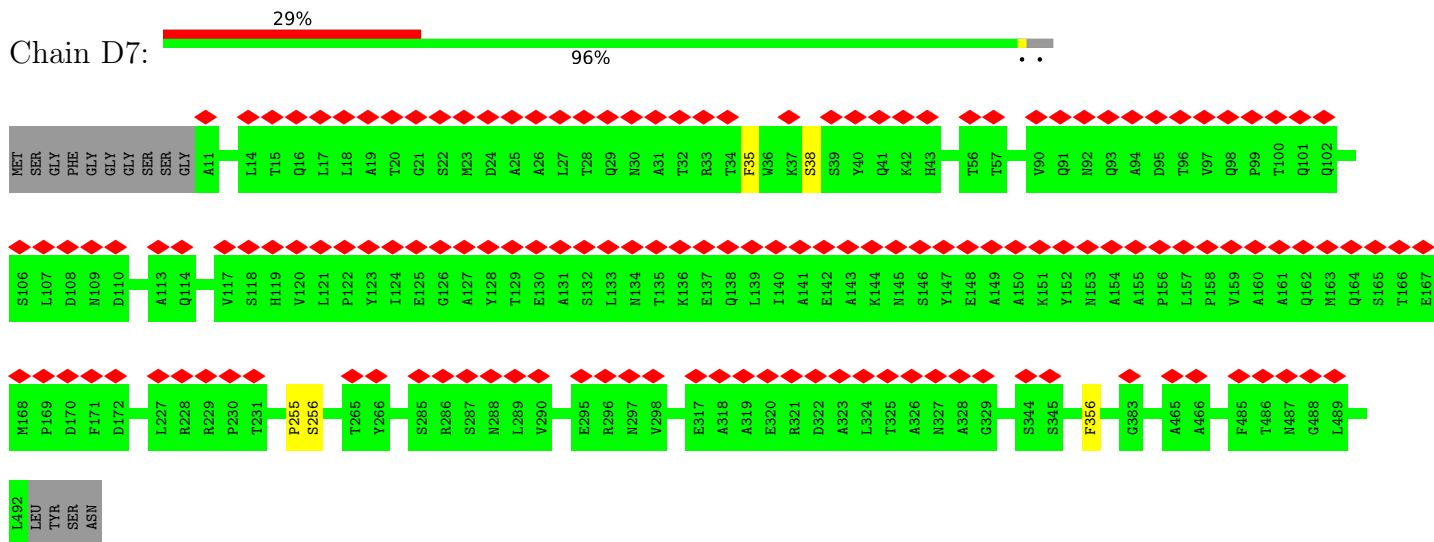 29%
Chain D7:
96%
• •
MET SER GLY PHE GLY GLY GLY SER SER GLY A11 L14 T15 Q16 L17 L18 A19 T20 G21 S22 M23 D24 A25 A26 L27 T28 Q29 N30 A31 T32 R33 T34 F35 W36 K37 S38 S39 Y40 Q41 K42 H43 T56 T57 V90 Q91 N92 Q93 A94 D95 T96 V97 Q98 P99 T100 Q101 Q102
S106 L107 D108 N109 D110 A113 Q114 V117 S118 H119 V120 L121 P122 Y123 I124 E125 G126 A127 Y128 T129 E130 A131 S132 L133 N134 T135 K136 E137 Q138 L139 I140 A141 E142 A143 K144 N145 S146 Y147 E148 A149 A150 K151 Y152 N153 A154 A155 P156 L157 P158 V159 A160 A161 Q162 M163 Q164 S165 T166 E167
M168 P169 D170 F171 D172 L227 R228 R229 P230 T231 P255 S256 T265 Y266 S285 R286 S287 N288 L289 V290 E295 R296 N297 V298 E317 A318 A319 E320 R321 D322 A323 L324 T325 A326 N327 A328 G329 S344 S345 F356 G383 A465 A466 F485 T486 N487 G488 L489
L492 LEU TYR SER ASN